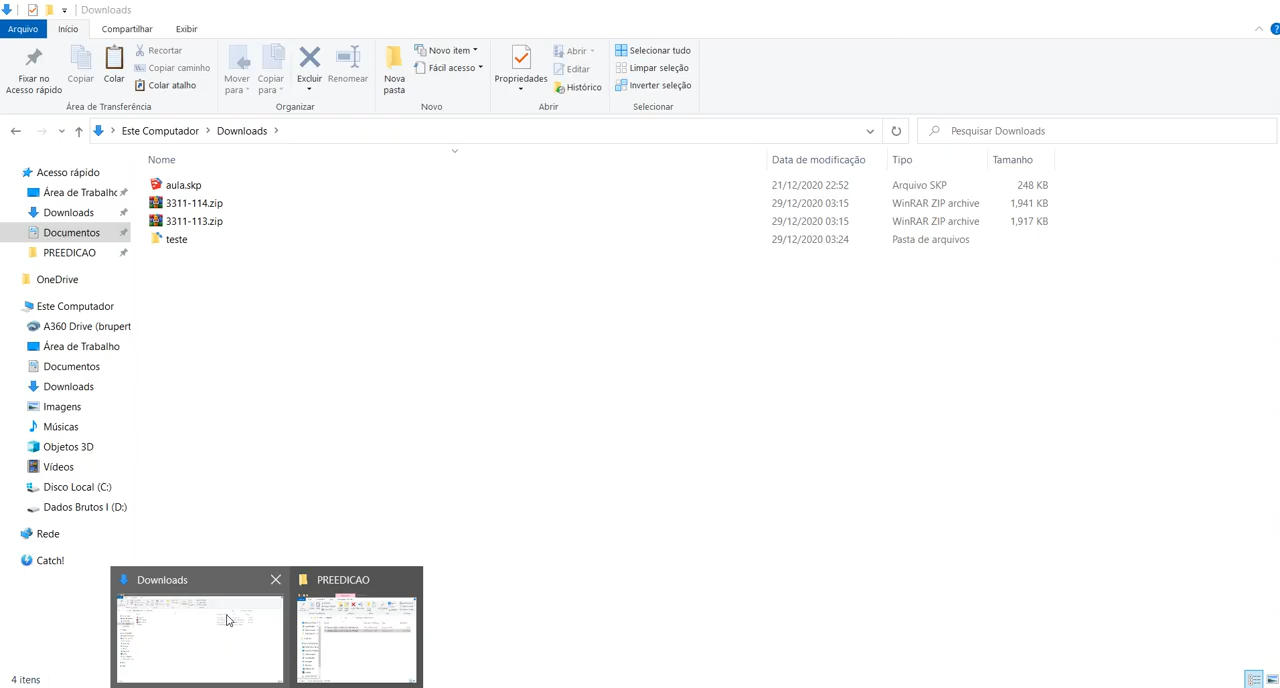 Downloads
Arquivo Início Compartilhar Exibir
Fixar no Acesso rápido
Copiar
Colar
Recortar
Copiar caminho
Colar atalho
Mover para
Copiar para
Excluir
Renomear
Nova pasta
Novo item
Fácil acesso
Propriedades
Abrir
Editar
Histórico
Selecionar tudo
Limpar seleção
Inverter seleção
Área de Transferência Organizar Novo Abrir Selecionar
Este Computador > Downloads > Pesquisar Downloads
Nome Data de modificação Tipo Tamanho
aula.skp 21/12/2020 22:52 Arquivo SKP 248 KB
3311-114.zip 29/12/2020 03:15 WinRAR ZIP archive 1,941 KB
3311-113.zip 29/12/2020 03:15 WinRAR ZIP archive 1,917 KB
teste 29/12/2020 03:24 Pasta de arquivos
Acesso rápido
Área de Trabalho
Downloads
Documentos
PREEDICAO
OneDrive
Este Computador
A360 Drive (brupert
Área de Trabalho
Documentos
Downloads
Imagens
Músicas
Objetos 3D
Vídeos
Disco Local (C:)
Dados Brutos I (D:)
Rede
Catch!
Downloads PREEDICAO
4 itens